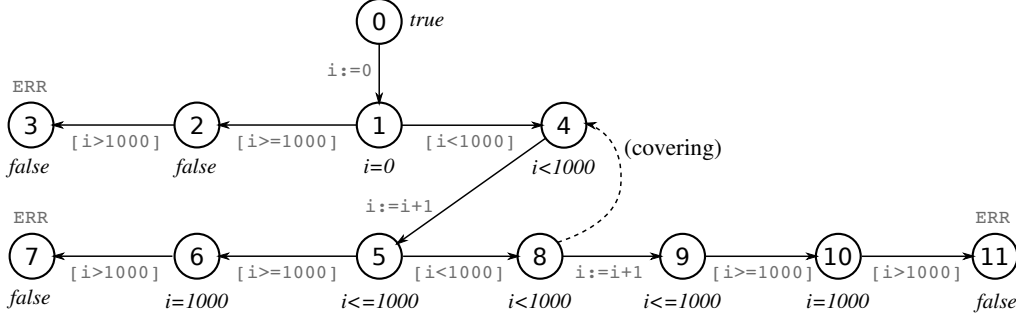 0 true
i:=0
ERR
3 [i>1000] 2 [i>=1000] 1 [i<1000] 4 (covering)
false false i=0 i<1000
i:=i+1
ERR ERR
7 [i>1000] 6 [i>=1000] 5 [i<1000] 8 i:=i+1 9 [i>=1000] 10 [i>1000] 11
false i=1000 i<=1000 i<1000 i<=1000 i=1000 false